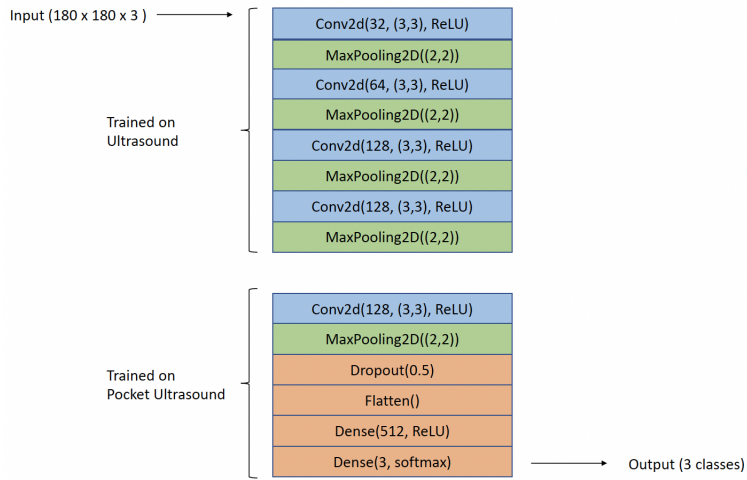 Input (180 x 180 x 3 )
Conv2d(32, (3,3), ReLU)
MaxPooling2D((2,2))
Conv2d(64, (3,3), ReLU)
MaxPooling2D((2,2))
Trained on
Ultrasound
Conv2d(128, (3,3), ReLU)
MaxPooling2D((2,2))
Conv2d(128, (3,3), ReLU)
MaxPooling2D((2,2))
Conv2d(128, (3,3), ReLU)
MaxPooling2D((2,2))
Trained on
Pocket Ultrasound
Dropout(0.5)
Flatten()
Dense(512, ReLU)
Dense(3, softmax)
Output (3 classes)